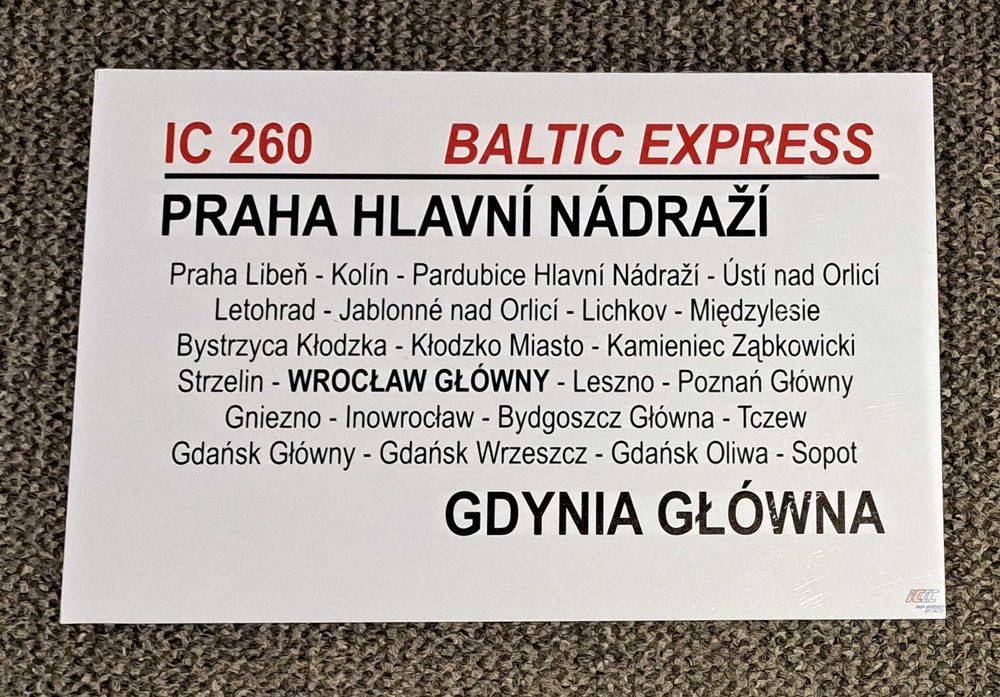 IC 260 BALTIC EXPRESS
PRAHA HLAVNÍ NÁDRAŽÍ
Praha Libeň - Kolín - Pardubice Hlavní Nádraží - Ústí nad Orlicí
Letohrad - Jablonné nad Orlicí - Lichkov - Międzylesie
Bystrzyca Kłodzka - Kłodzko Miasto - Kamieniec Ząbkowicki
Strzelin - WROCŁAW GŁÓWNY - Leszno - Poznań Główny
Gniezno - Inowrocław - Bydgoszcz Główna - Tczew
Gdańsk Główny - Gdańsk Wrzeszcz - Gdańsk Oliwa - Sopot
GDYNIA GŁÓWNA